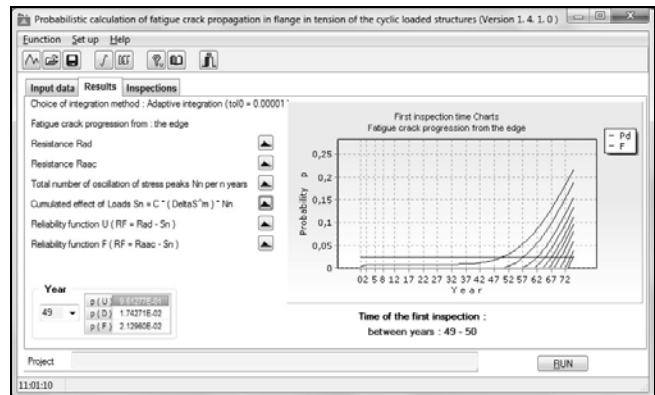 Probabilistic calculation of fatigue crack propagation in flange in tension of the cyclic loaded structures (Version 1. 4. 1. 0 )
Function Set up Help
Input data Results Inspections
Choice of integration method : Adaptive integration ( tol0 = 0.00001
Fatigue crack progression from : the edge
Resistance Rad
Resistance Raac
Total number of oscillation of stress peaks Nn per n years
Cumulated effect of Loads Sn = C * ( DeltaS^m ) * Nn
Reliability function U ( RF = Rad - Sn )
Reliability function F ( RF = Raac - Sn )
First inspection time Charts
Fatigue crack progression from the edge
Pd
F
Probability p
0,25
0,2
0,15
0,1
0,05
0
02 5 8 12 17 22 27 32 37 42 47 52 57 62 67 72
Year
Year
49
p ( U ) 9.61277E-01
p ( D ) 1.74271E-02
p ( F ) 2.12960E-02
Time of the first inspection :
between years : 49 - 50
Project
RUN
11:01:10